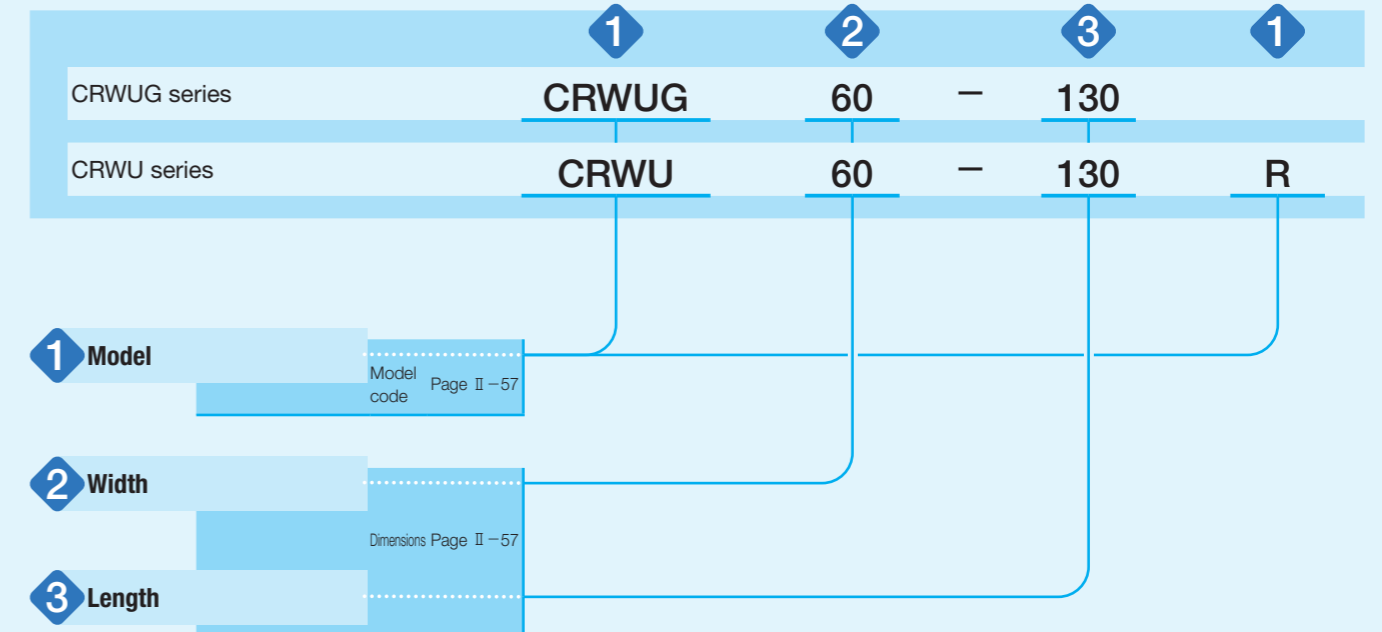 1 2 3 1
CRWUG series CRWUG 60 － 130
CRWU series CRWU 60 － 130 R
1 Model
Model
code
Page Ⅱ－57
2 Width
Dimensions Page Ⅱ－57
3 Length